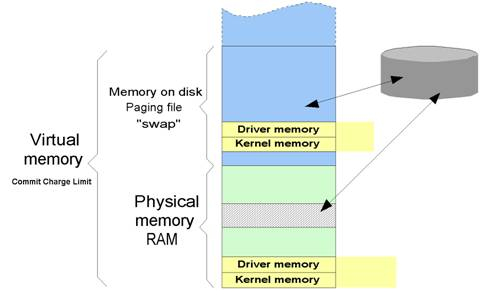 Memory on disk
Paging file
"swap"
Driver memory
Kernel memory
Virtual
memory
Commit Charge Limit
Physical
memory
RAM
Driver memory
Kernel memory